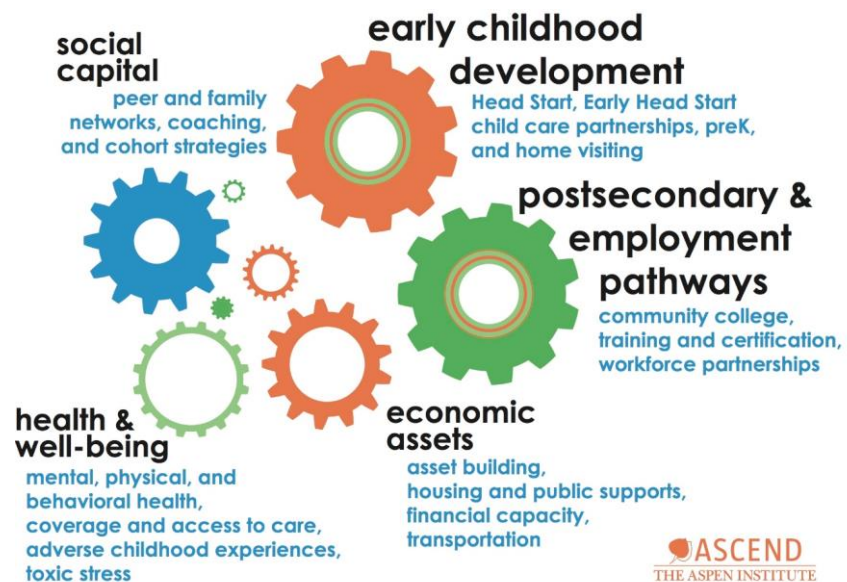 social
capital
peer and family
networks, coaching,
and cohort strategies
early childhood
development
Head Start, Early Head Start
child care partnerships, preK,
and home visiting
postsecondary &
employment
pathways
community college,
training and certification,
workforce partnerships
health &
well-being
mental, physical, and
behavioral health,
coverage and access to care,
adverse childhood experiences,
toxic stress
economic
assets
asset building,
housing and public supports,
financial capacity,
transportation
ASCEND
THE ASPEN INSTITUTE